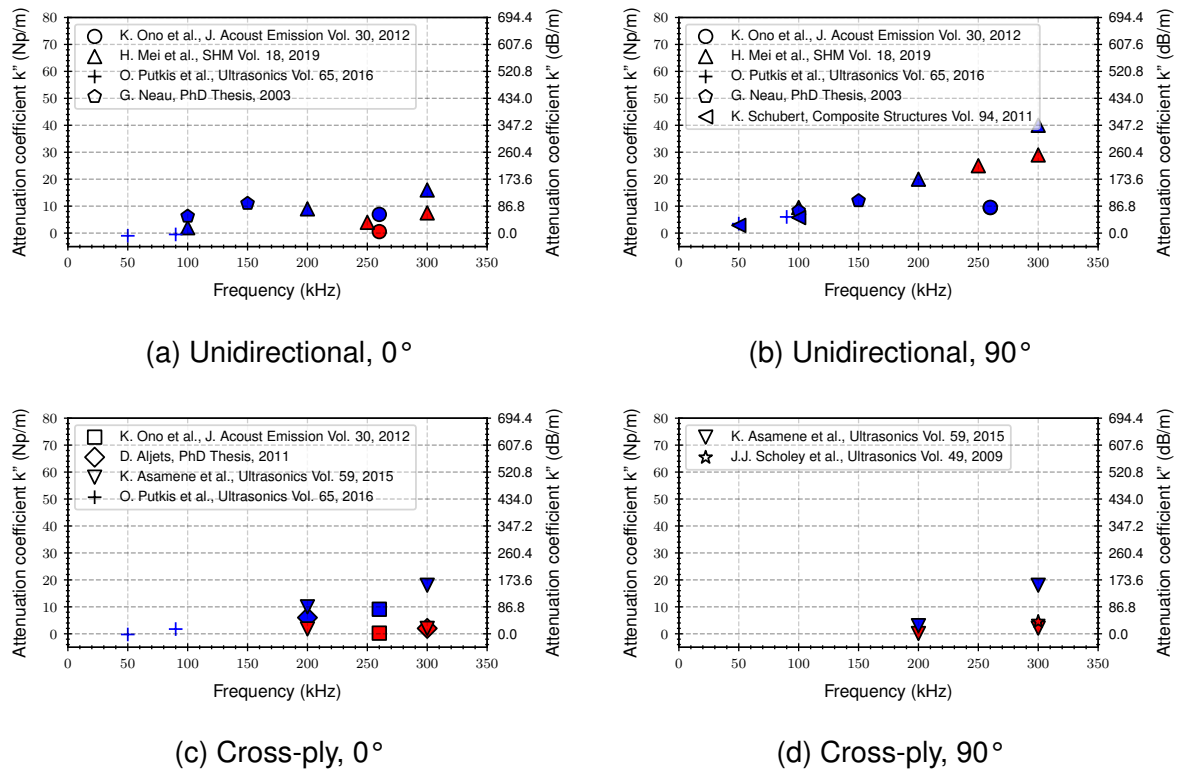 Attenuation coefficient k” (Np/m)
80
70
60
50
40
30
20
10
0
K. Ono et al., J. Acoust Emission Vol. 30, 2012
H. Mei et al., SHM Vol. 18, 2019
O. Putkis et al., Ultrasonics Vol. 65, 2016
G. Neau, PhD Thesis, 2003
694.4
607.6
520.8
434.0
347.2
260.4
173.6
86.8
0.0
Attenuation coefficient k” (dB/m)
0 50 100 150 200 250 300 350
Frequency (kHz)
(a) Unidirectional, 0°
Attenuation coefficient k” (Np/m)
80
70
60
50
40
30
20
10
0
K. Ono et al., J. Acoust Emission Vol. 30, 2012
H. Mei et al., SHM Vol. 18, 2019
O. Putkis et al., Ultrasonics Vol. 65, 2016
G. Neau, PhD Thesis, 2003
K. Schubert, Composite Structures Vol. 94, 2011
694.4
607.6
520.8
434.0
347.2
260.4
173.6
86.8
0.0
Attenuation coefficient k” (dB/m)
0 50 100 150 200 250 300 350
Frequency (kHz)
(b) Unidirectional, 90°
Attenuation coefficient k” (Np/m)
80
70
60
50
40
30
20
10
0
K. Ono et al., J. Acoust Emission Vol. 30, 2012
D. Aljets, PhD Thesis, 2011
K. Asamene et al., Ultrasonics Vol. 59, 2015
O. Putkis et al., Ultrasonics Vol. 65, 2016
694.4
607.6
520.8
434.0
347.2
260.4
173.6
86.8
0.0
Attenuation coefficient k” (dB/m)
0 50 100 150 200 250 300 350
Frequency (kHz)
(c) Cross-ply, 0°
Attenuation coefficient k” (Np/m)
80
70
60
50
40
30
20
10
0
K. Asamene et al., Ultrasonics Vol. 59, 2015
J.J. Scholey et al., Ultrasonics Vol. 49, 2009
694.4
607.6
520.8
434.0
347.2
260.4
173.6
86.8
0.0
Attenuation coefficient k” (dB/m)
0 50 100 150 200 250 300 350
Frequency (kHz)
(d) Cross-ply, 90°